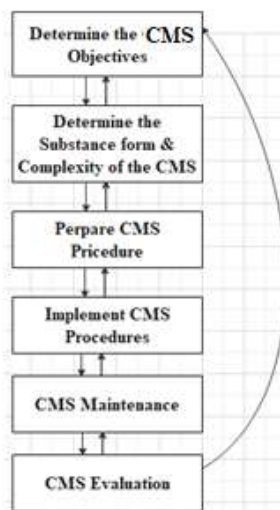 Determine the CMS
Objectives
Determine the
Substance form &
Complexity of the CMS
Perpare CMS
Pricedure
Implement CMS
Procedures
CMS Maintenance
CMS Evaluation